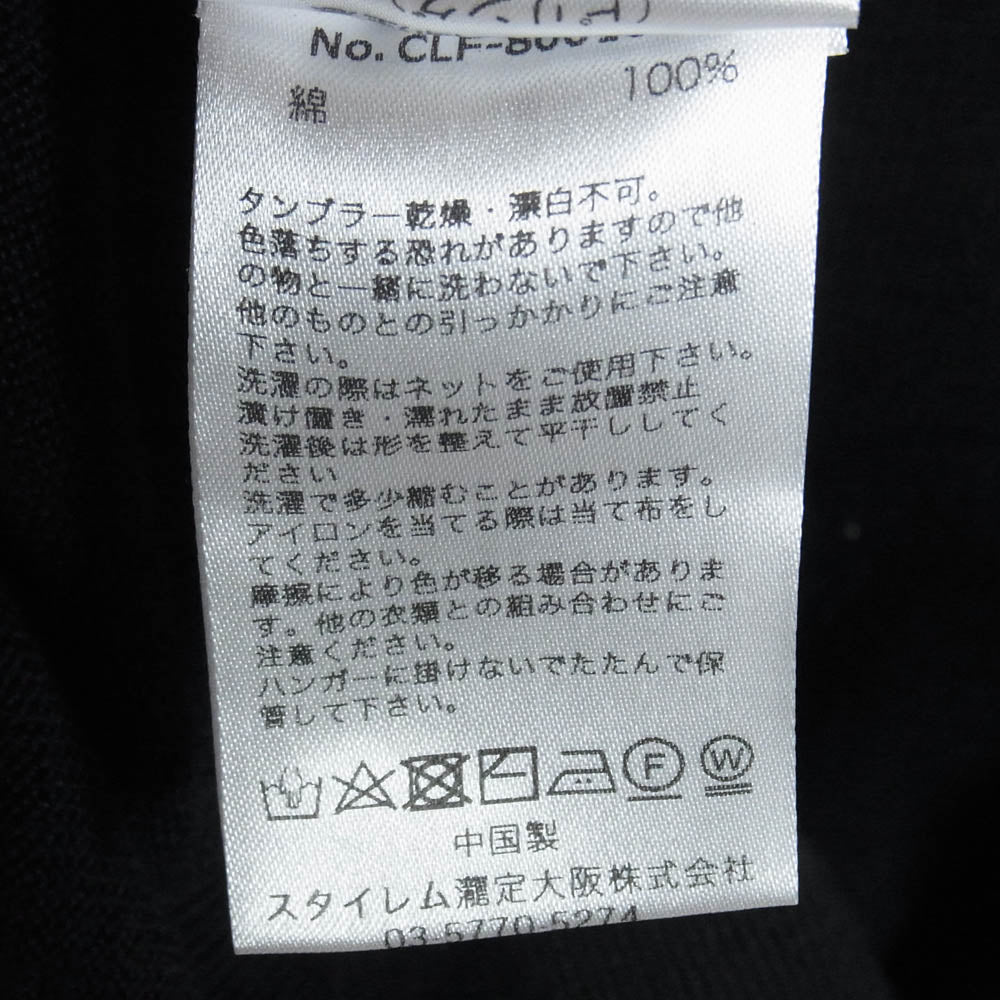 (ドリンク)
No. CLF-8001
綿 100%
タンブラー乾燥・漂白不可。
色落ちする恐れがありますので他
の物と一緒に洗わないで下さい。
他のものとの引っかかりにご注意
下さい。
洗濯の際はネットをご使用下さい。
漬け置き・濡れたまま放置禁止
洗濯後は形を整えて平干ししてく
ださい
洗濯で多少縮むことがあります。
アイロンを当てる際は当て布をし
てください。
摩擦により色が移る場合がありま
す。他の衣類との組み合わせにご
注意ください。
ハンガーに掛けないでたたんで保
管して下さい。
F W
中国製
スタイレム瀧定大阪株式会社
03-5770-5274